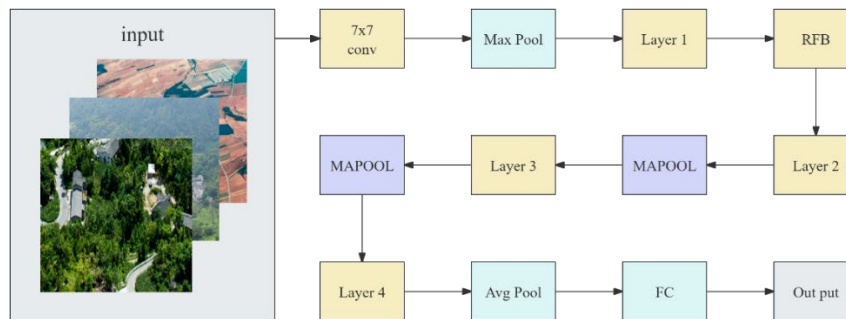 input
7x7
conv
Max Pool
Layer 1
RFB
MAPOOL
Layer 3
MAPOOL
Layer 2
Layer 4
Avg Pool
FC
Out put